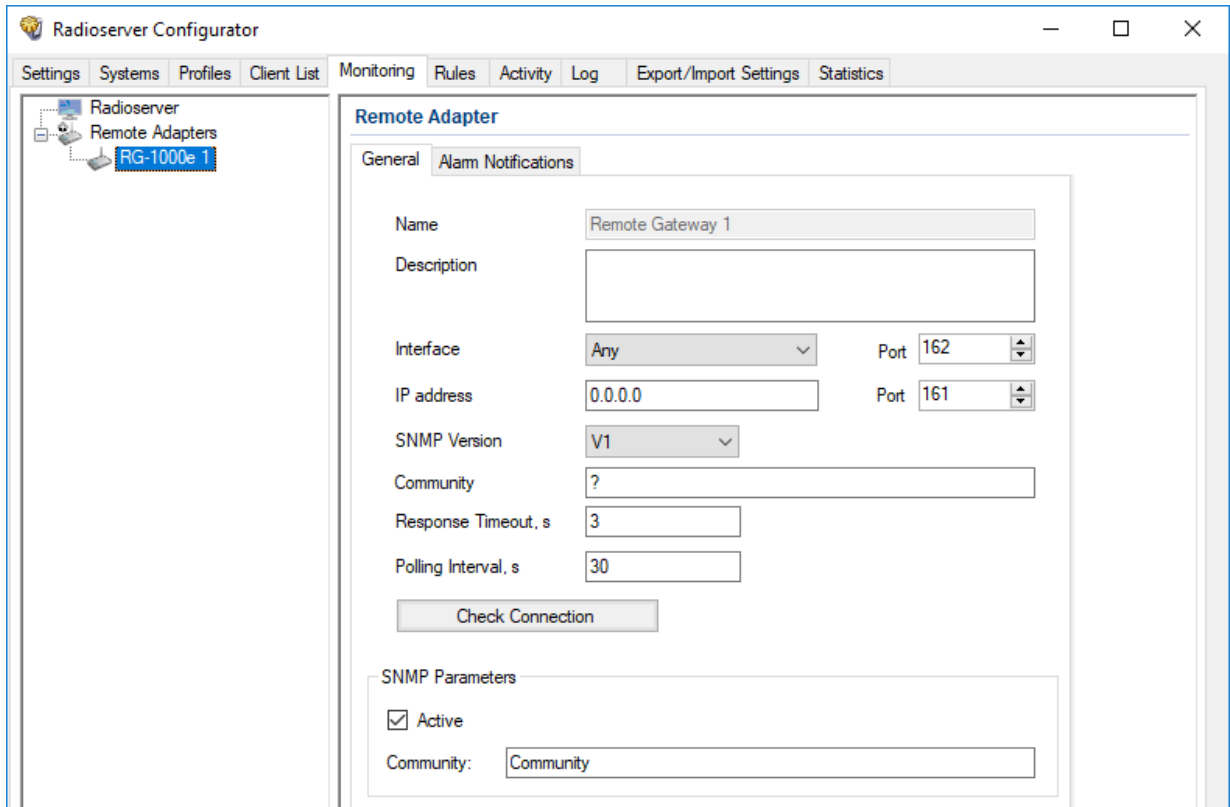 Radioserver Configurator
Settings Systems Profiles Client List Monitoring Rules Activity Log Export/Import Settings Statistics
Radioserver
Remote Adapters
RG-1000e 1
Remote Adapter
General Alarm Notifications
Name Remote Gateway 1
Description
Interface Any Port 162
IP address 0.0.0.0 Port 161
SNMP Version V1
Community ?
Response Timeout, s 3
Polling Interval, s 30
Check Connection
SNMP Parameters
Active
Community: Community